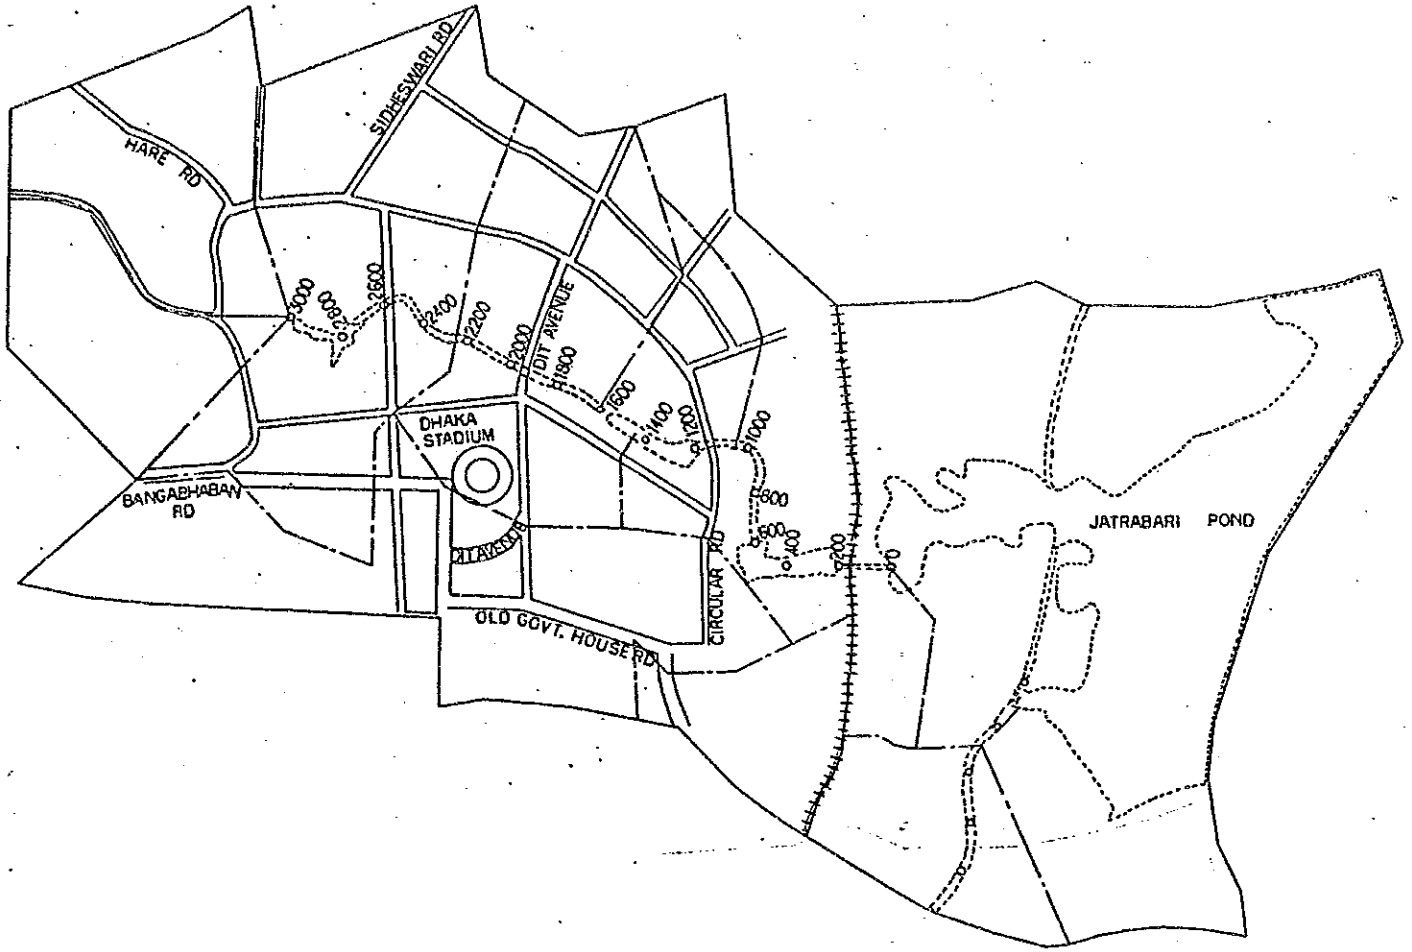 SIDHESWARI RD
HARE RD
3000
2800
2600
2400
2200
2000
DIT AVENUE
1800
1600
1400
1200
1000
DHAKA
STADIUM
BANGABHABAN
RD
800
600
400
200
0
JATRABARI POND
DIT AVENUE
CIRCULAR RD
OLD GOVT. HOUSE RD